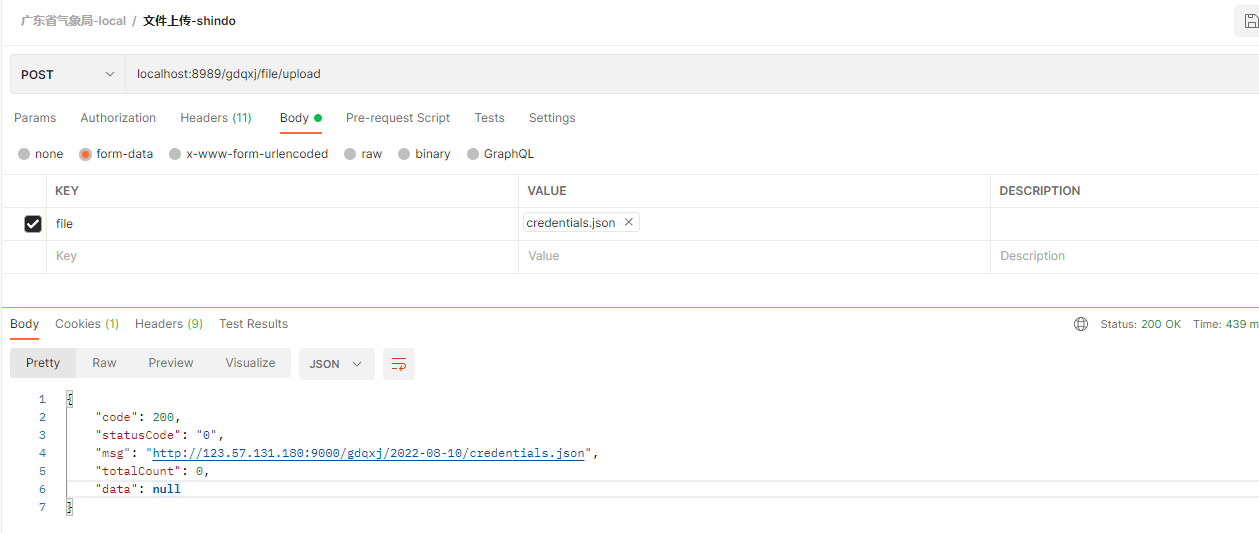 广东省气象局-local / 文件上传-shindo
POST localhost:8989/gdqxj/file/upload
Params Authorization Headers (11) Body Pre-request Script Tests Settings
none form-data x-www-form-urlencoded raw binary GraphQL
KEY VALUE DESCRIPTION
file credentials.json
Key Value Description
Body Cookies (1) Headers (9) Test Results Status: 200 OK Time: 439 m
Pretty Raw Preview Visualize JSON
1 {
2 "code": 200,
3 "statusCode": "0",
4 "msg": "http://123.57.131.180:9000/gdqxj/2022-08-10/credentials.json",
5 "totalCount": 0,
6 "data": null
7 }